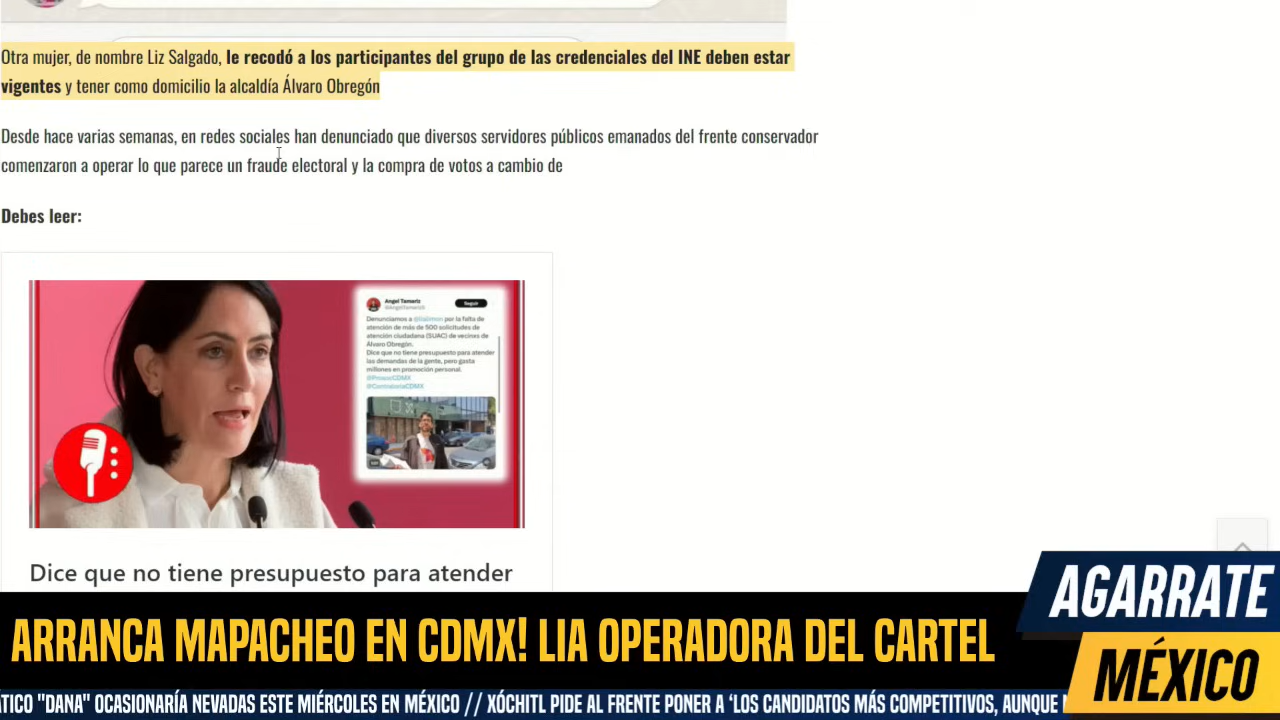 Otra mujer, de nombre Liz Salgado, le recodó a los participantes del grupo de las credenciales del INE deben estar
vigentes y tener como domicilio la alcaldía Álvaro Obregón
Desde hace varias semanas, en redes sociales han denunciado que diversos servidores públicos emanados del frente conservador
comenzaron a operar lo que parece un fraude electoral y la compra de votos a cambio de
Debes leer:
Angel Tamariz
Seguir
Denunciamos a @lialimon por la falta de
atención de más de 500 solicitudes de
atención ciudadana (SUAC) de vecinos de
Álvaro Obregón.
Dice que no tiene presupuesto para atender
las demandas de la gente, pero gasta
millones en promoción personal.
@ContraloriaCDMX
Dice que no tiene presupuesto para atender
ARRANCA MAPACHEO EN CDMX! LIA OPERADORA DEL CARTEL
AGARRATE
MÉXICO
ÁTICO "DANA" OCASIONARÍA NEVADAS ESTE MIÉRCOLES EN MÉXICO // XÓCHITL PIDE AL FRENTE PONER A ‘LOS CANDIDATOS MÁS COMPETITIVOS, AUNQUE